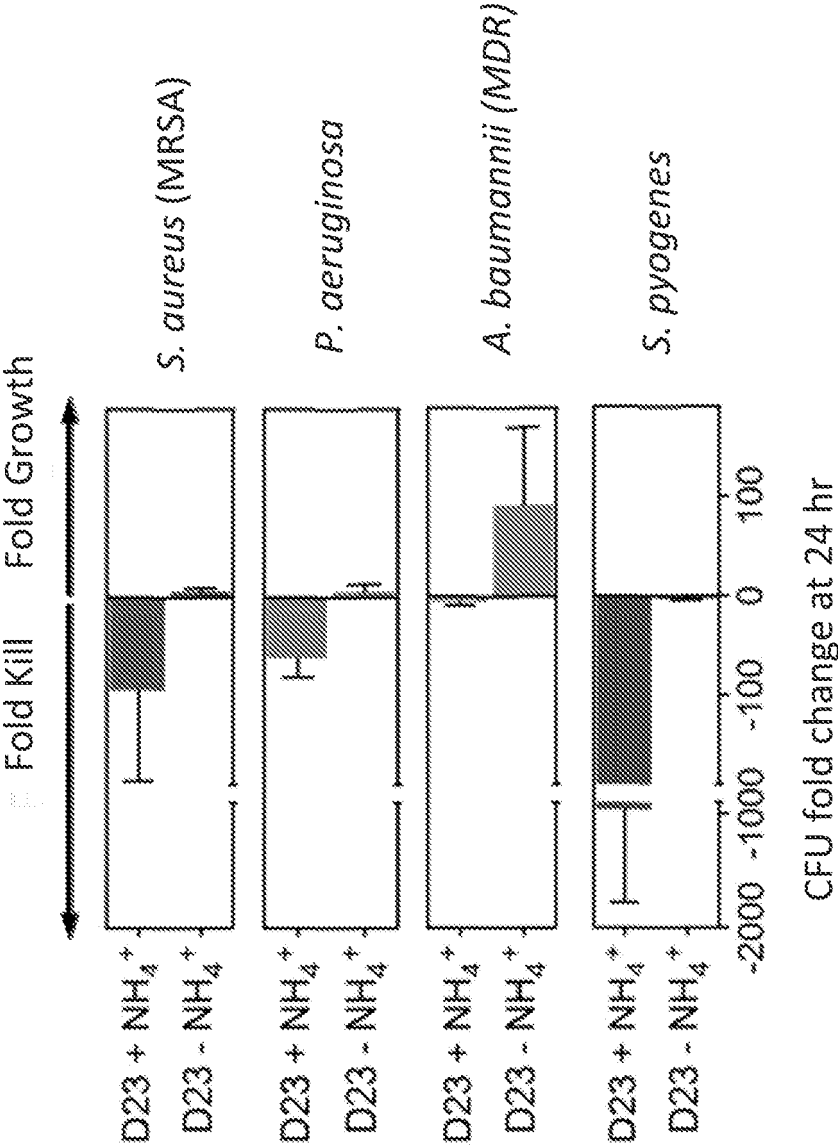 Fold Kill Fold Growth
D23 + NH4+
D23 - NH4+
S. aureus (MRSA)
D23 + NH4+
D23 - NH4+
P. aeruginosa
D23 + NH4+
D23 - NH4+
A. baumannii (MDR)
D23 + NH4+
D23 - NH4+
S. pyogenes
-2000 -1000 -100 0 100
CFU fold change at 24 hr